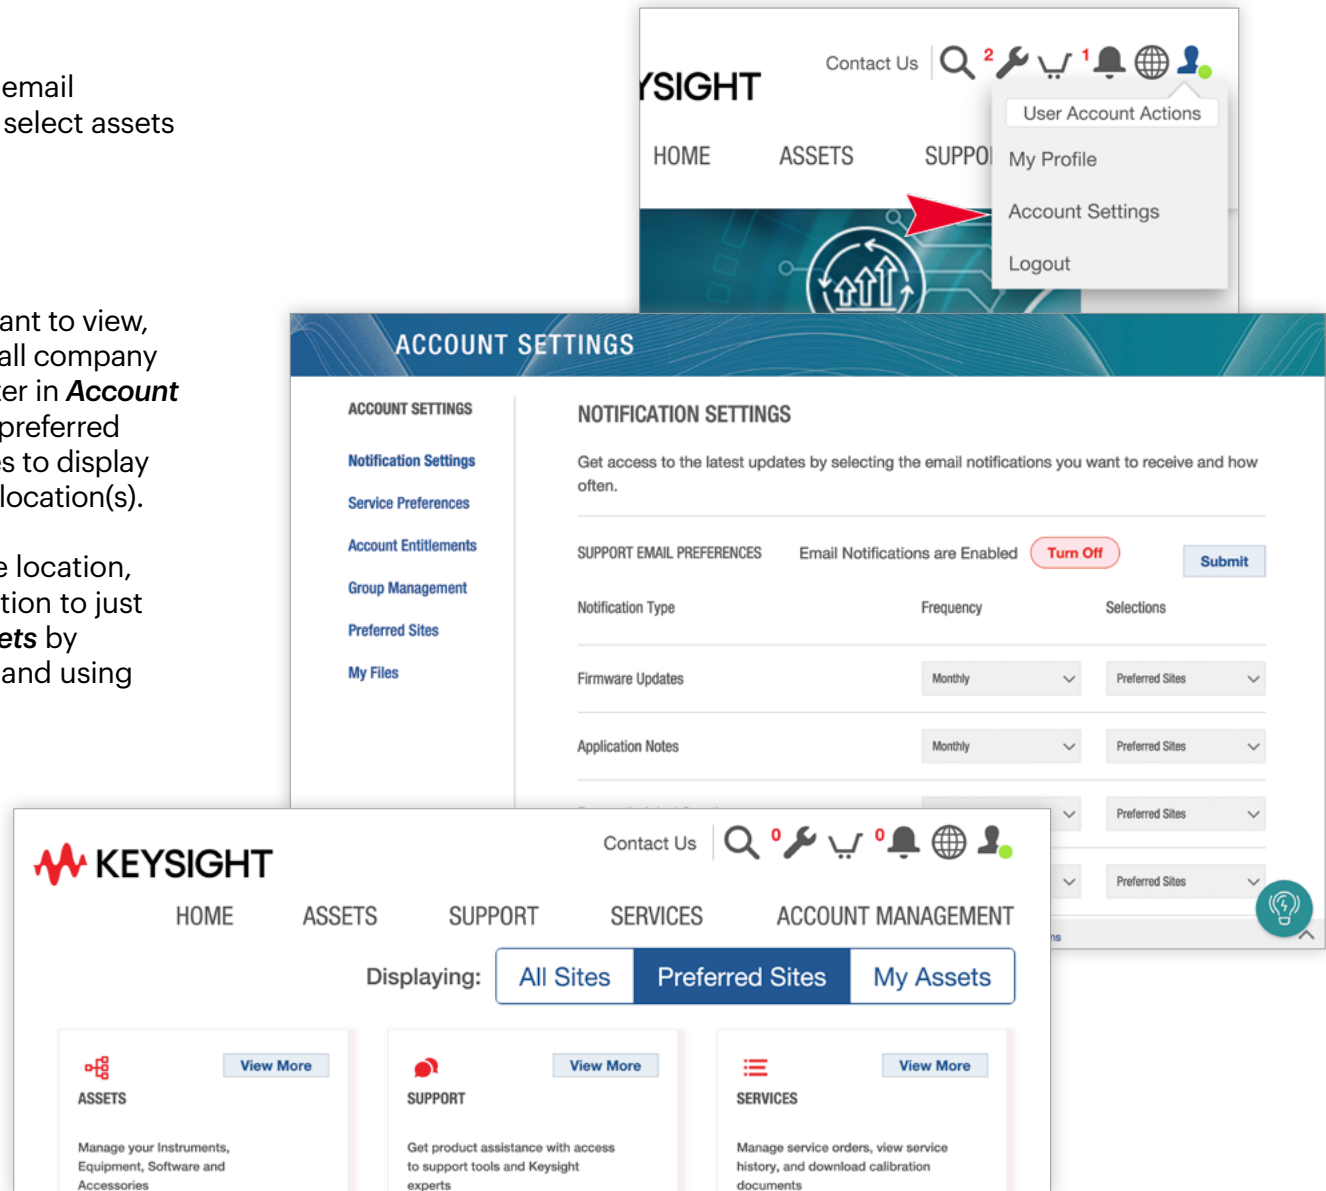 email
select assets
ant to view,
all company
ter in Account
preferred
es to display
location(s).
e location,
tion to just
ets by
and using
YSIGHT
Contact Us
2
1
User Account Actions
HOME
ASSETS
SUPPO
My Profile
Account Settings
Logout
ACCOUNT SETTINGS
ACCOUNT SETTINGS
Notification Settings
Service Preferences
Account Entitlements
Group Management
Preferred Sites
My Files
NOTIFICATION SETTINGS
Get access to the latest updates by selecting the email notifications you want to receive and how
often.
SUPPORT EMAIL PREFERENCES
Email Notifications are Enabled
Turn Off
Submit
Notification Type
Frequency
Selections
Firmware Updates
Monthly
Preferred Sites
Application Notes
Monthly
Preferred Sites
Preferred Sites
Preferred Sites
ns
KEYSIGHT
Contact Us
0
0
HOME
ASSETS
SUPPORT
SERVICES
ACCOUNT MANAGEMENT
Displaying:
All Sites
Preferred Sites
My Assets
View More
ASSETS
Manage your Instruments,
Equipment, Software and
Accessories
View More
SUPPORT
Get product assistance with access
to support tools and Keysight
experts
View More
SERVICES
Manage service orders, view service
history, and download calibration
documents